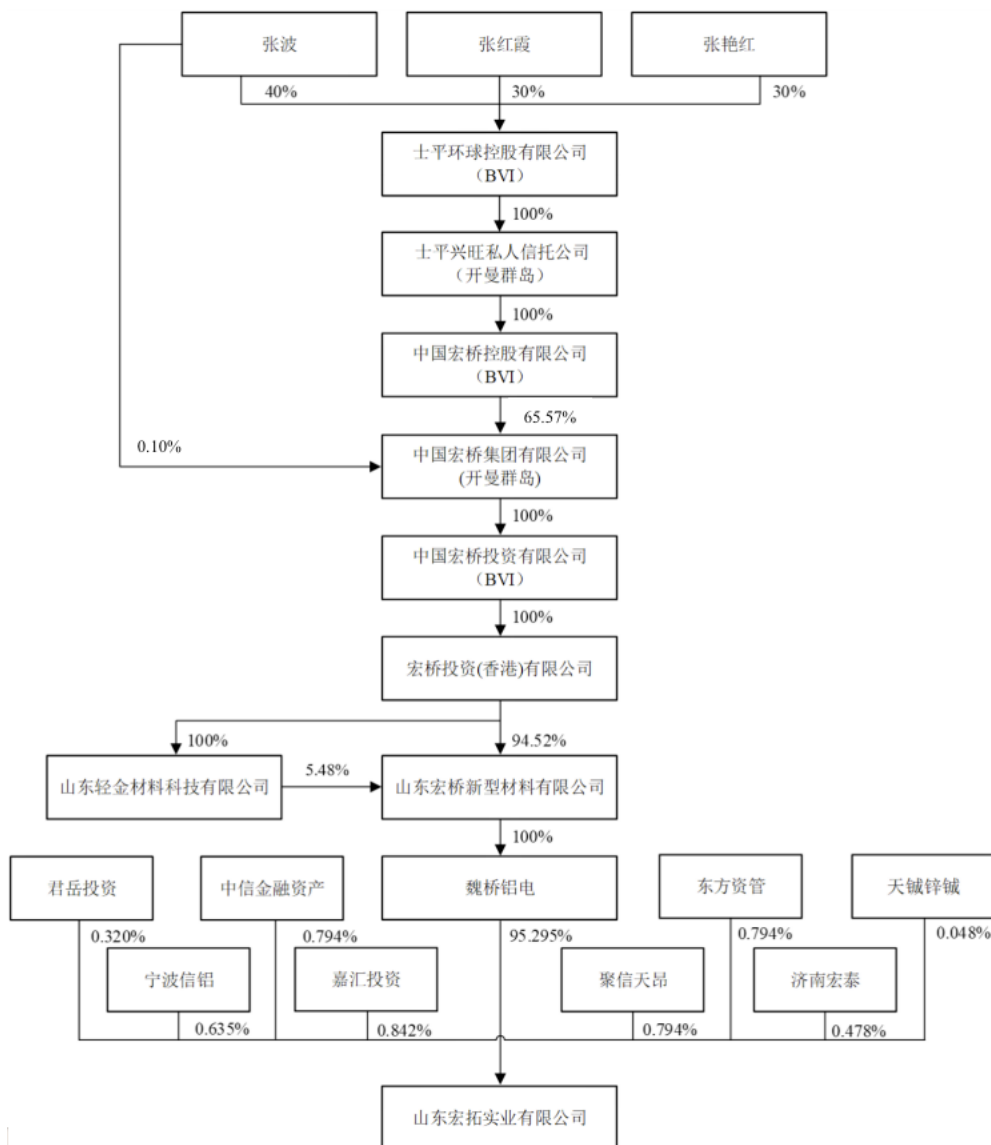 张波
张红霞
张艳红
40%
30%
30%
士平环球控股有限公司
（BVI）
100%
士平兴旺私人信托公司
（开曼群岛）
100%
中国宏桥控股有限公司
（BVI）
65.57%
0.10%
中国宏桥集团有限公司
(开曼群岛)
100%
中国宏桥投资有限公司
（BVI）
100%
宏桥投资(香港)有限公司
100%
94.52%
山东轻金材料科技有限公司
5.48%
山东宏桥新型材料有限公司
100%
君岳投资
中信金融资产
魏桥铝电
东方资管
天铖锌铖
0.320%
0.794%
95.295%
0.794%
0.048%
宁波信铝
嘉汇投资
聚信天昂
济南宏泰
0.635%
0.842%
0.794%
0.478%
山东宏拓实业有限公司